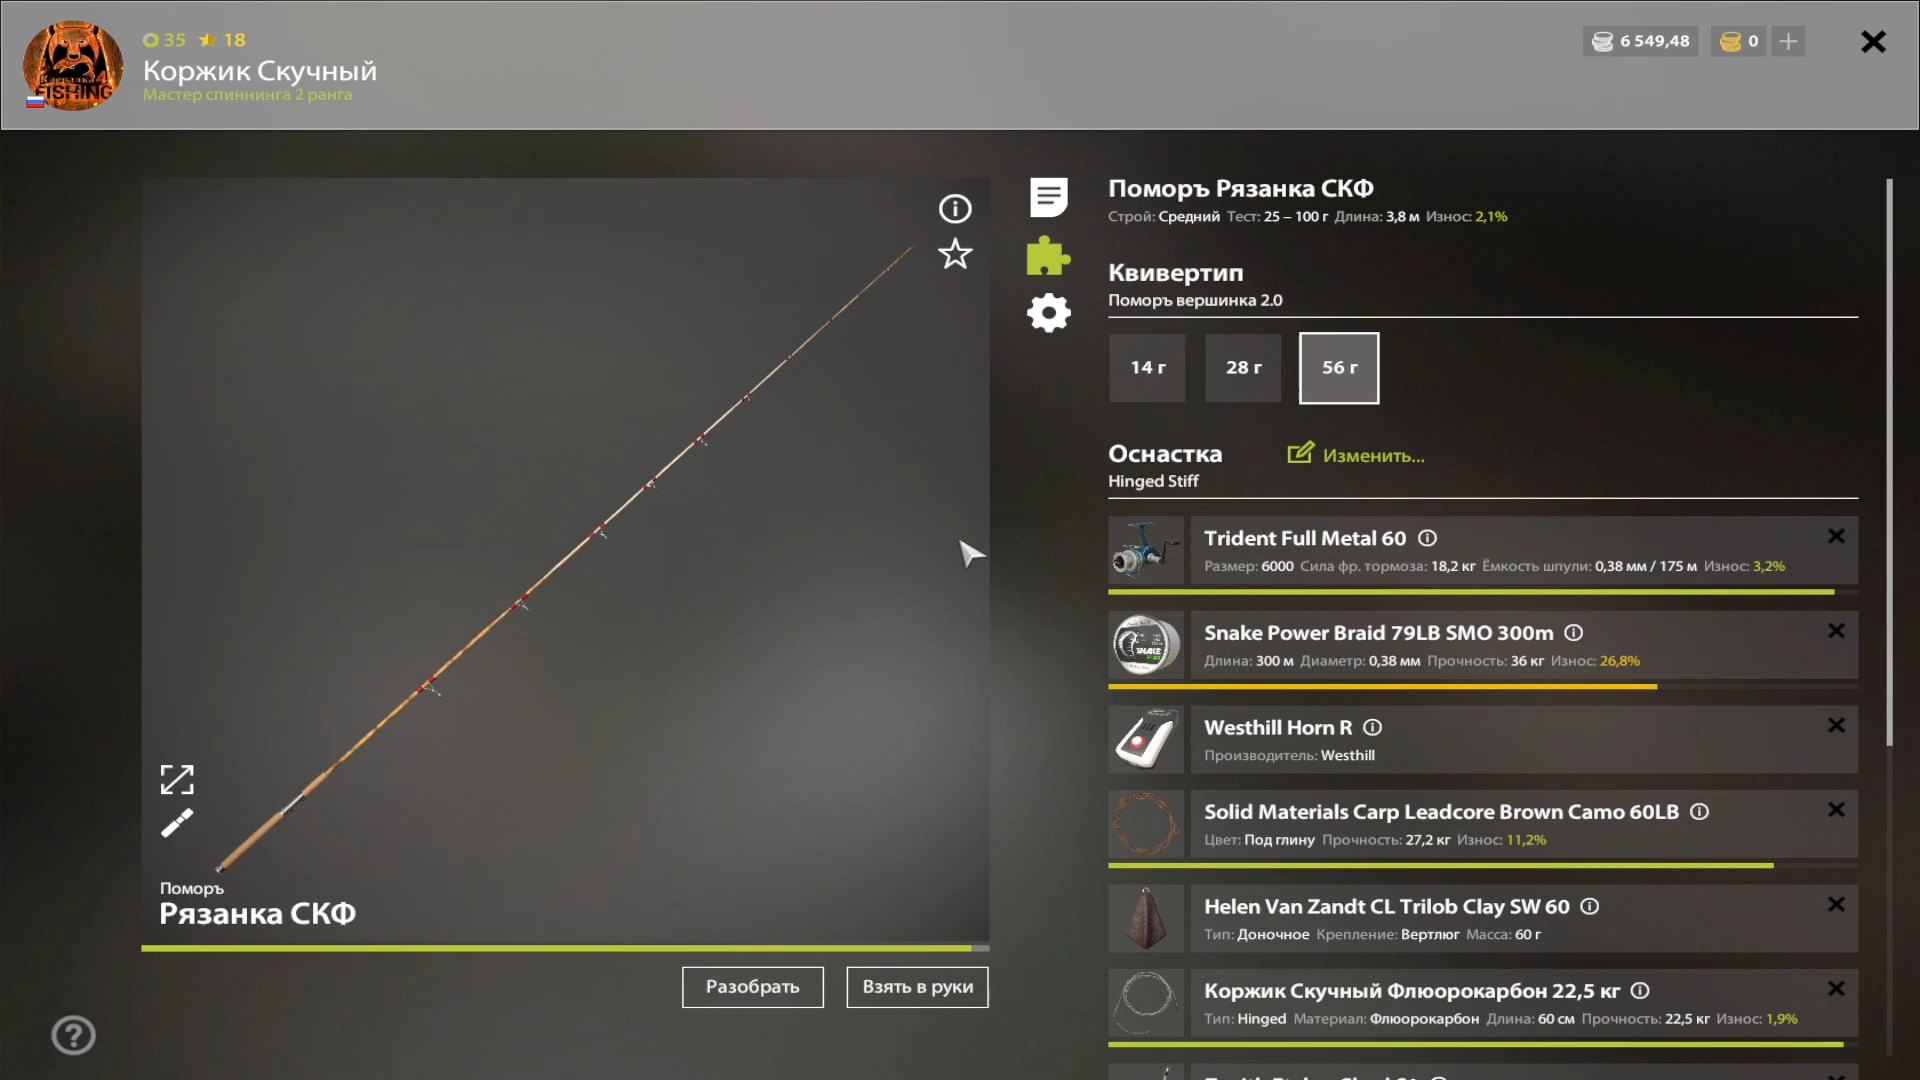 35 18
Коржик Скучный
Мастер спиннинга 2 ранга
FISHING
6 549,48
0
Поморъ Рязанка СКФ
Строй: Средний Тест: 25 – 100 г Длина: 3,8 м Износ: 2,1%
Квивертип
Поморъ вершинка 2.0
14 г
28 г
56 г
Оснастка
Изменить...
Hinged Stiff
Trident Full Metal 60
Размер: 6000 Сила фр. тормоза: 18,2 кг Ёмкость шпули: 0,38 мм / 175 м Износ: 3,2%
SNAKE
Snake Power Braid 79LB SMO 300m
Длина: 300 м Диаметр: 0,38 мм Прочность: 36 кг Износ: 26,8%
Westhill Horn R
Производитель: Westhill
Solid Materials Carp Leadcore Brown Camo 60LB
Цвет: Под глину Прочность: 27,2 кг Износ: 11,2%
Helen Van Zandt CL Trilob Clay SW 60
Тип: Доночное Крепление: Вертлюг Масса: 60 г
Коржик Скучный Флюорокарбон 22,5 кг
Тип: Hinged Материал: Флюорокарбон Длина: 60 см Прочность: 22,5 кг Износ: 1,9%
Поморъ
Рязанка СКФ
Разобрать
Взять в руки